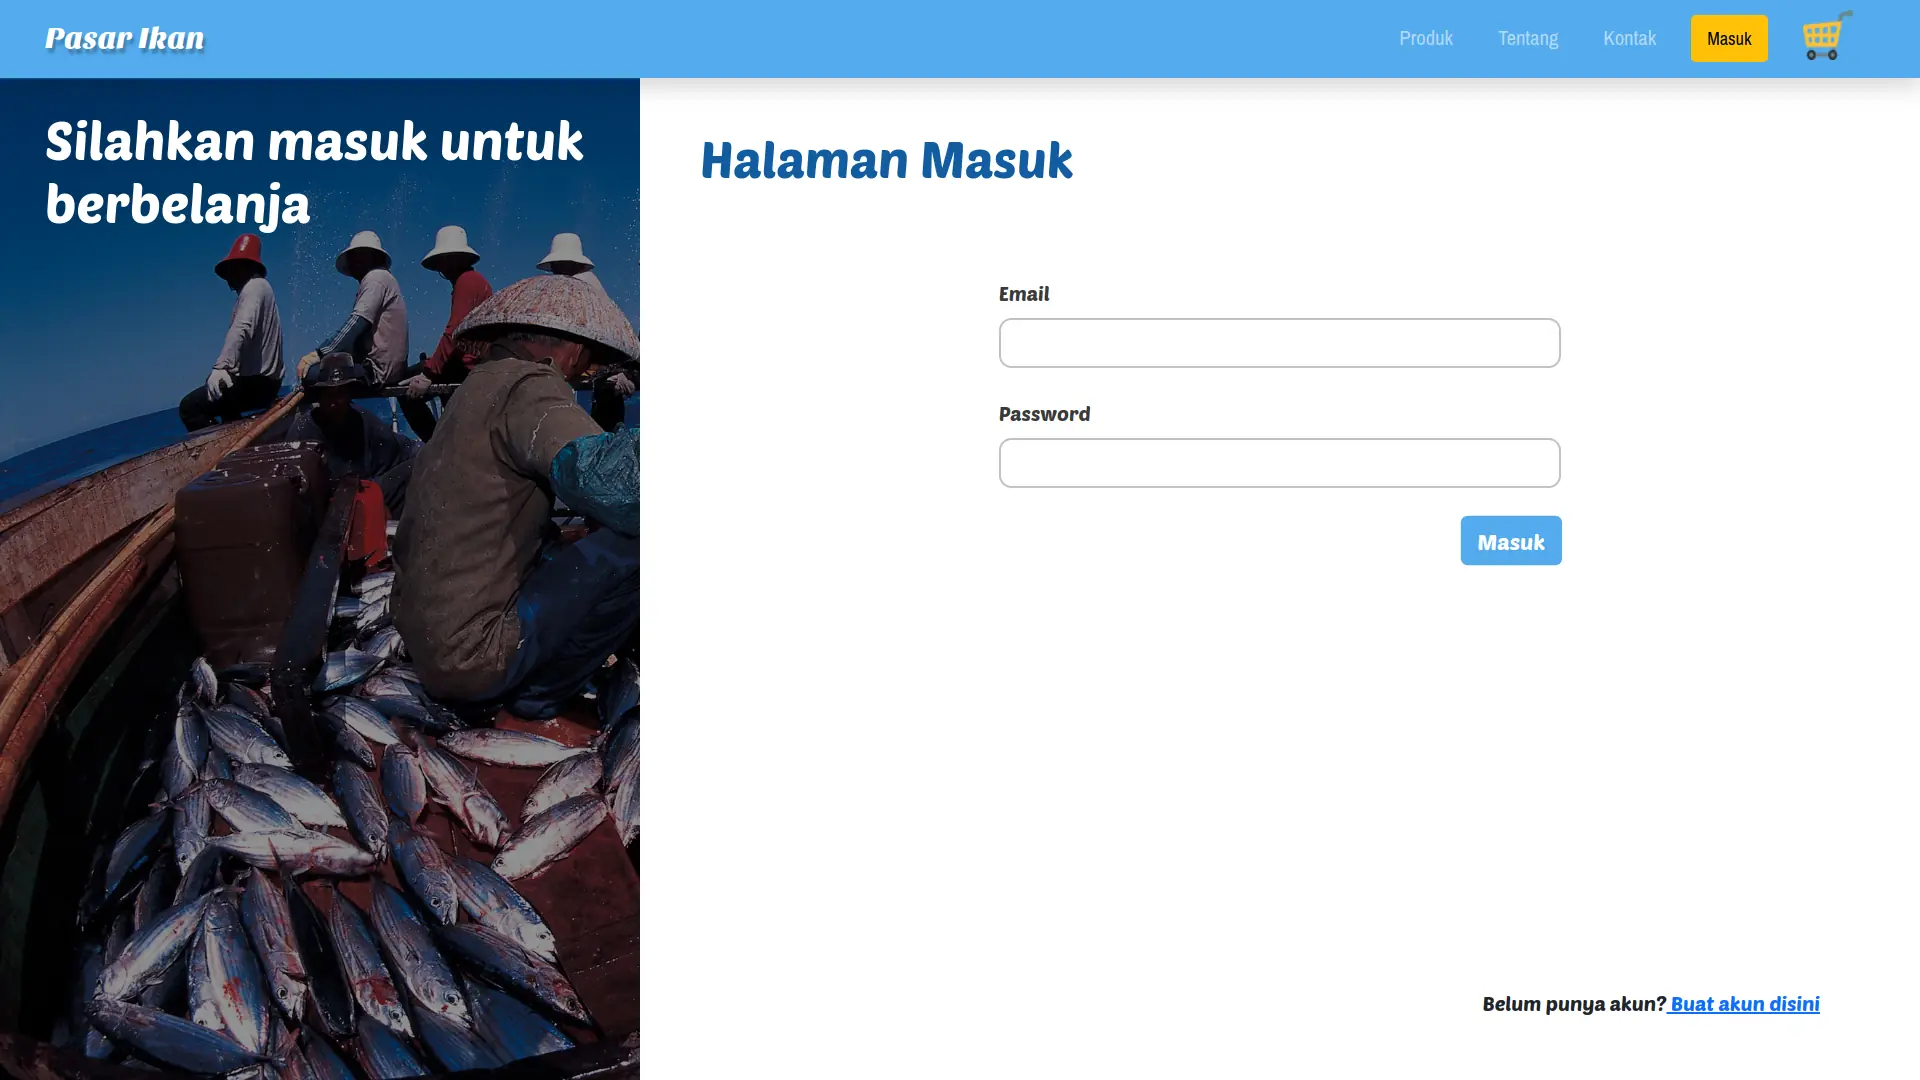 Pasar Ikan
Produk
Tentang
Kontak
Masuk
Silahkan masuk untuk
berbelanja
Halaman Masuk
Email
Password
Masuk
Belum punya akun? Buat akun disini